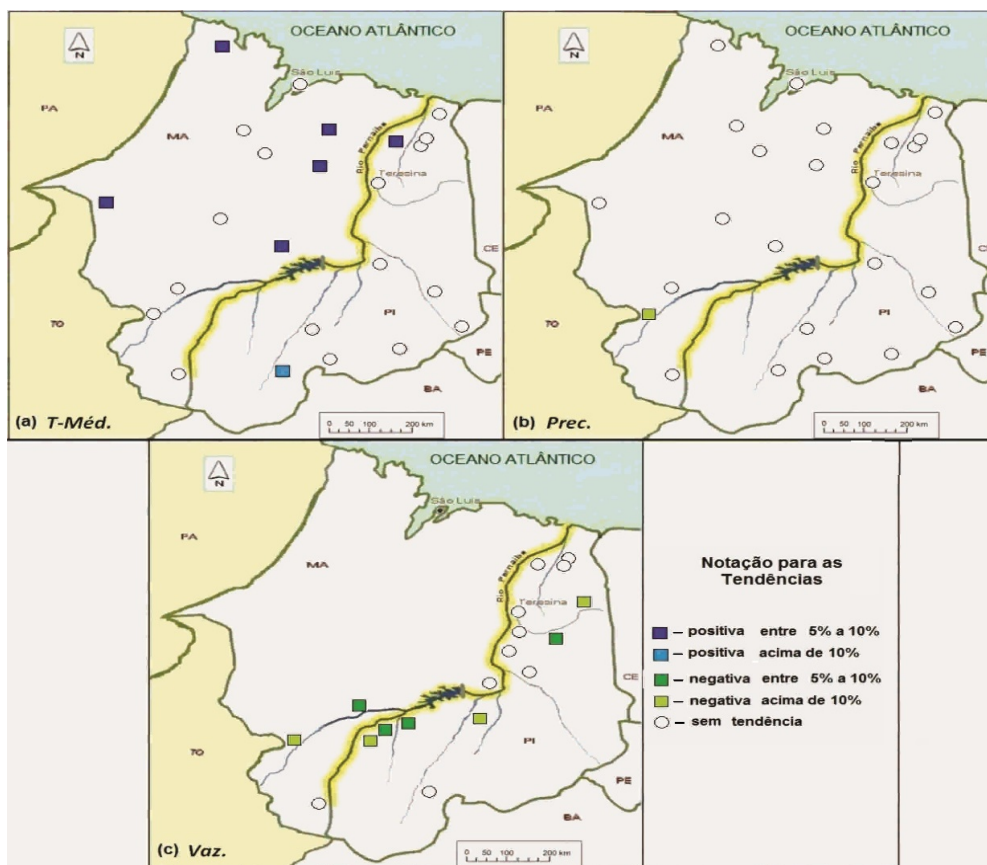 OCEANO ATLÂNTICO
N
São Luis
PA
MA
Rio Parnaíba
Teresina
CE
TO
PI
PE
BA
(a) T-Méd.
0 50 100 200 km
OCEANO ATLÂNTICO
N
São Luis
PA
MA
Rio Parnaíba
Teresina
CE
TO
PI
PE
BA
(b) Prec.
0 50 100 200 km
OCEANO ATLÂNTICO
N
São Luis
PA
MA
Rio Parnaíba
Teresina
CE
TO
PI
PE
BA
(c) Vaz.
0 50 100 200 km
Notação para as
Tendências
– positiva entre 5% a 10%
– positiva acima de 10%
– negativa entre 5% a 10%
– negativa acima de 10%
– sem tendência